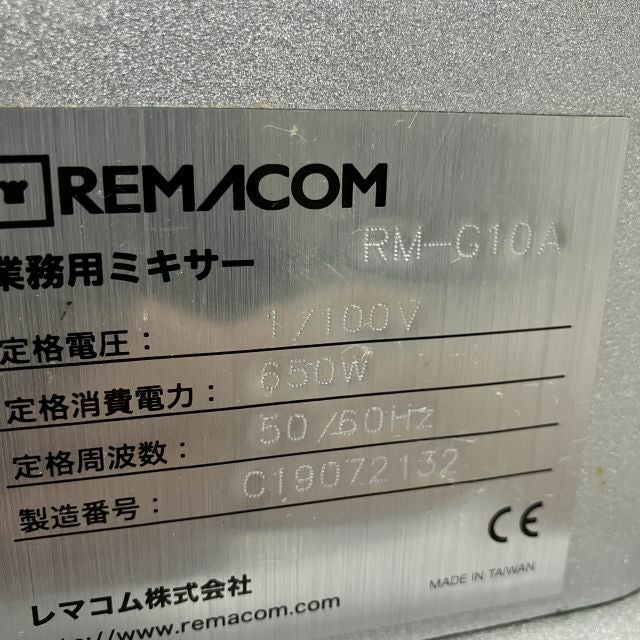 REMACOM
業務用ミキサー RM-G10A
定格電圧： 1/100V
定格消費電力： 650W
定格周波数： 50/60Hz
製造番号： C19072132
CE
レマコム株式会社
MADE IN TAIWAN
http://www.remacom.com